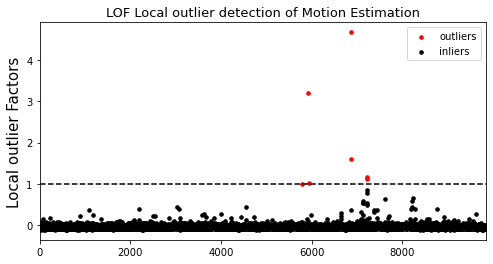 LOF Local outlier detection of Motion Estimation
Local outlier Factors
outliers
inliers
4
3
2
1
0
0 2000 4000 6000 8000